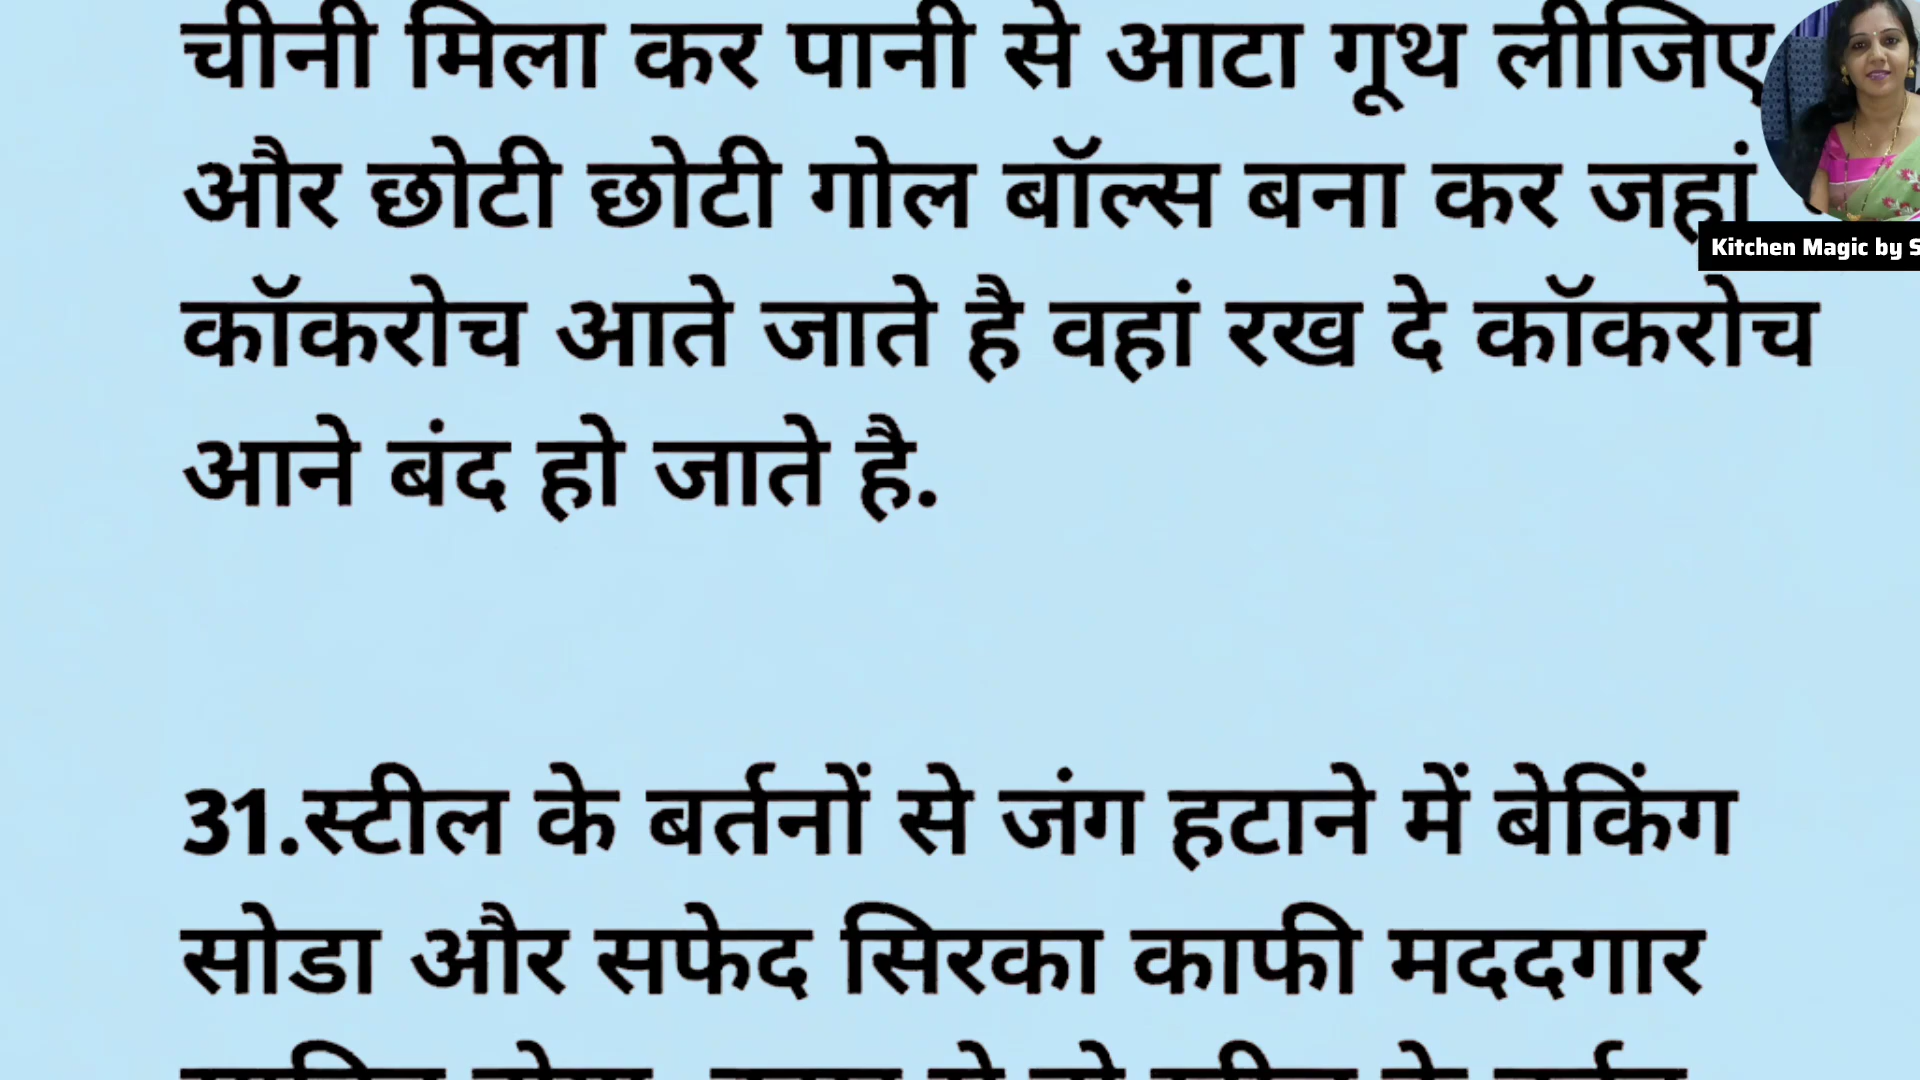 चीनी मिला कर पानी से आटा गूथ लीजिए
और छोटी छोटी गोल बॉल्स बना कर जहां
Kitchen Magic by S
कॉकरोच आते जाते है वहां रख दे कॉकरोच
आने बंद हो जाते है.
31.स्टील के बर्तनों से जंग हटाने में बेकिंग
सोडा और सफेद सिरका काफी मददगार